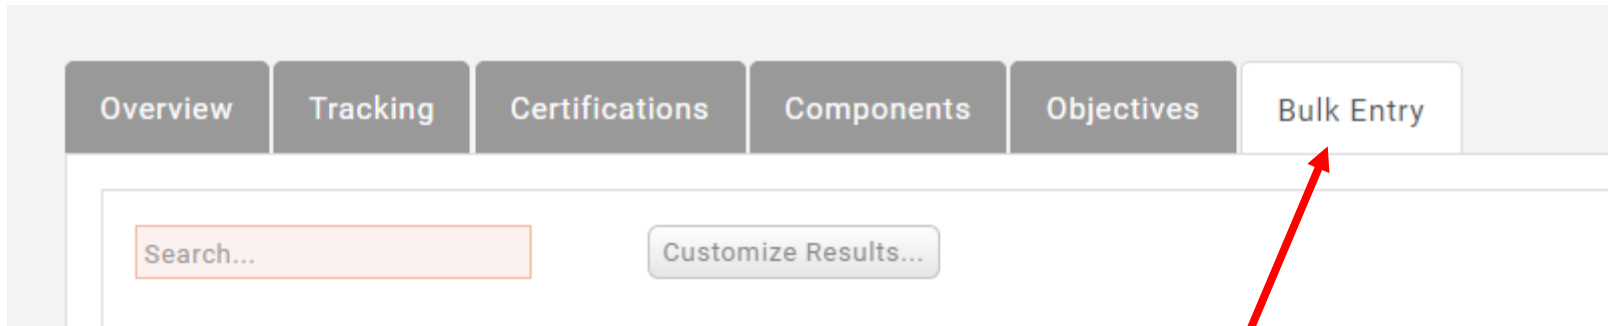 Overview Tracking Certifications Components Objectives Bulk Entry
Search... Customize Results...